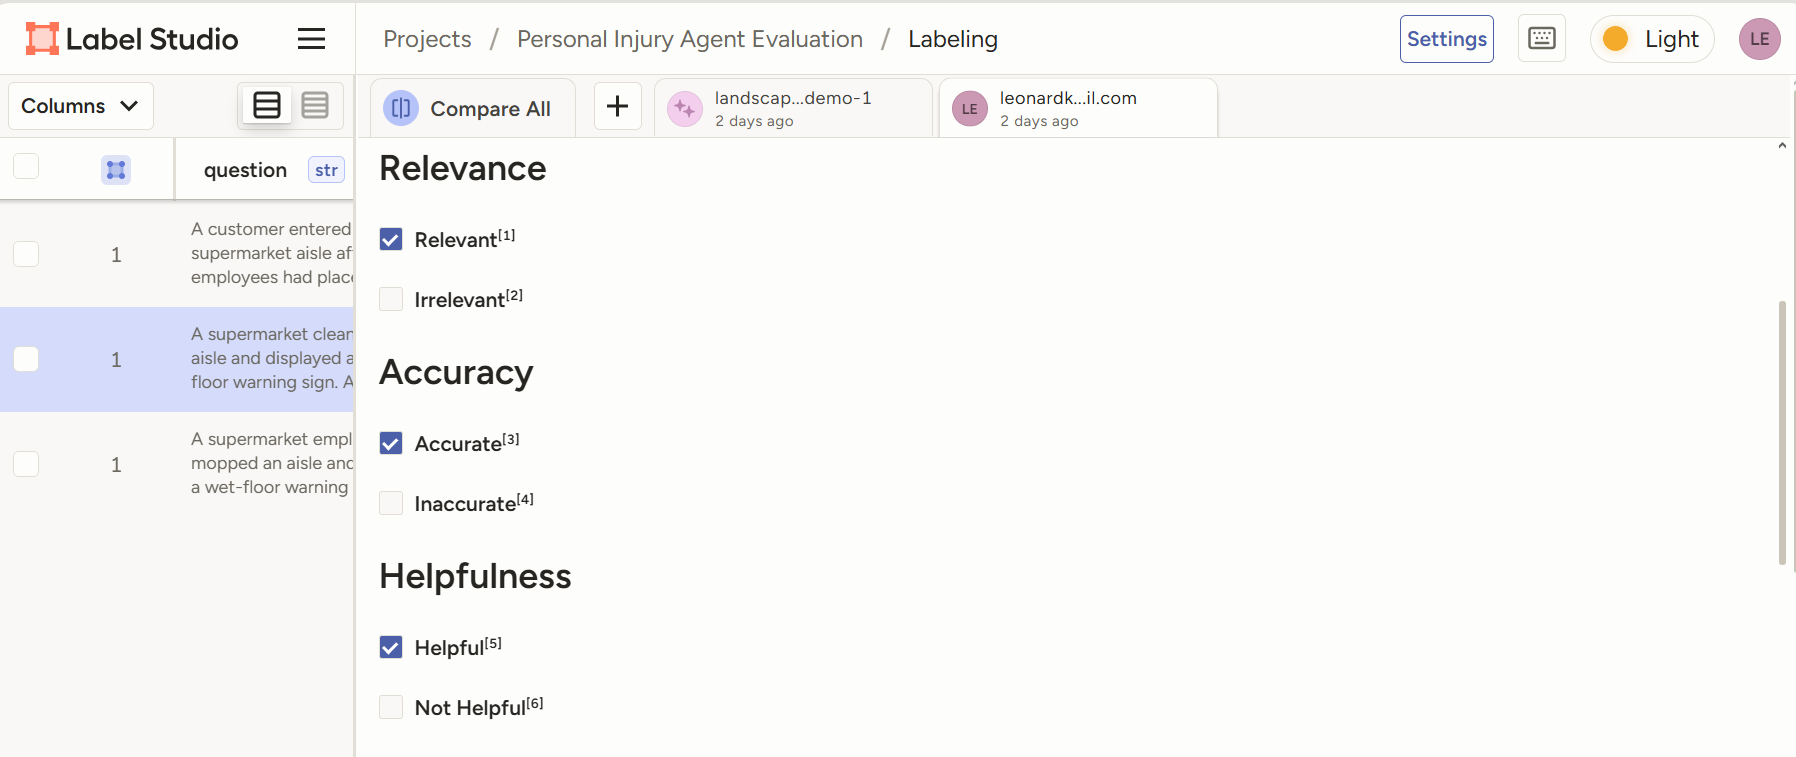 Label Studio
Projects / Personal Injury Agent Evaluation / Labeling
Settings
Light
LE
Columns
Compare All
landscap...demo-1
2 days ago
LE
leonardk...il.com
2 days ago
question str
1
A customer entered
supermarket aisle af
employees had place
1
A supermarket clean
aisle and displayed a
floor warning sign. A
1
A supermarket empl
mopped an aisle and
a wet-floor warning
Relevance
Relevant[1]
Irrelevant[2]
Accuracy
Accurate[3]
Inaccurate[4]
Helpfulness
Helpful[5]
Not Helpful[6]